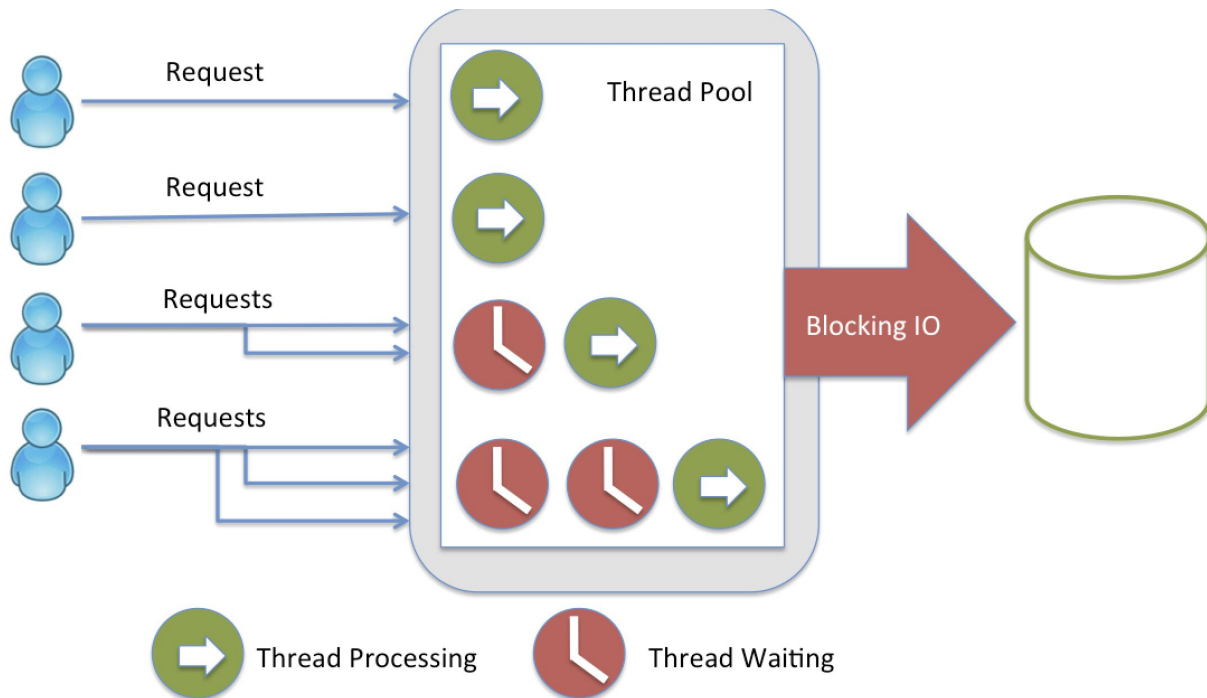 Request
Thread Pool
Request
Requests
Blocking IO
Requests
Thread Processing
Thread Waiting